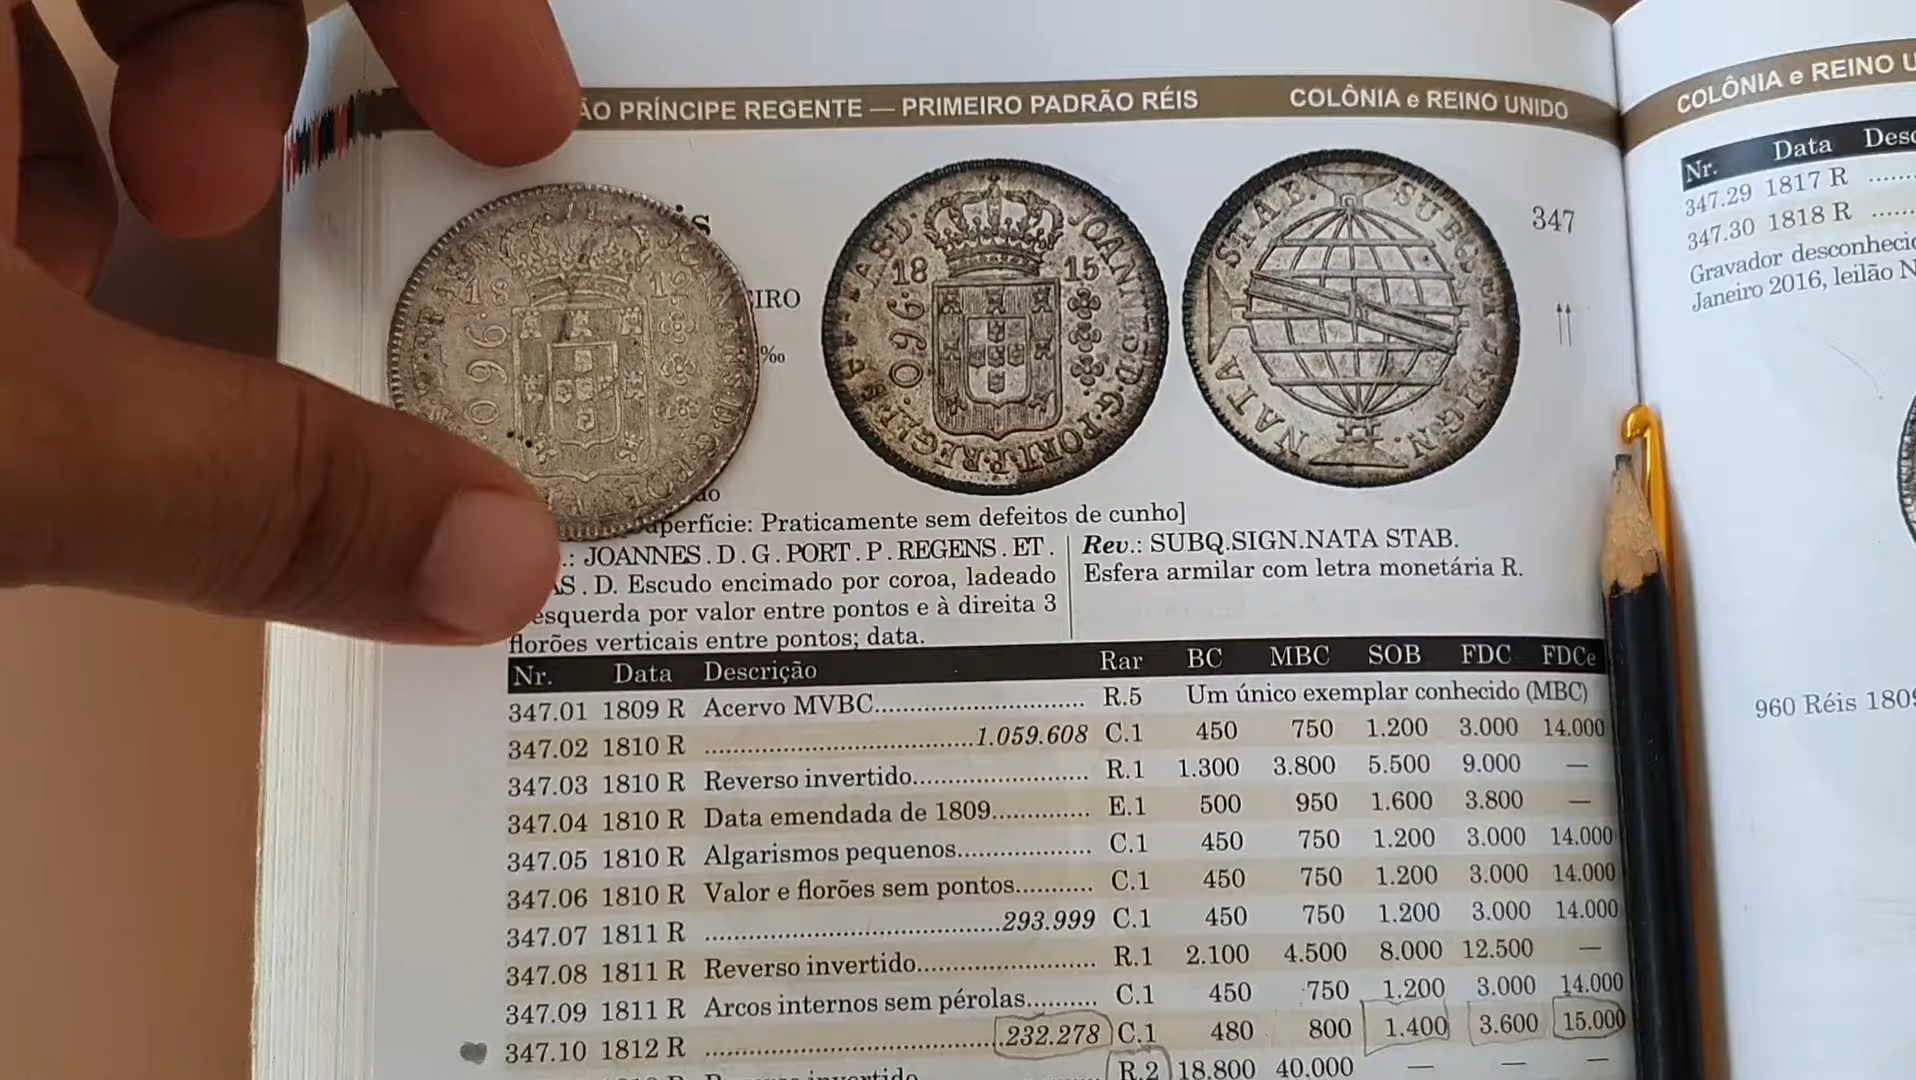 ÃO PRÍNCIPE REGENTE — PRIMEIRO PADRÃO RÉIS COLÔNIA e REINO UNIDO
is
347
IRO
‰
18 19
960
JOANNES.D.G.POR
18 15
960
JOANNES.D.G.PORT.P.REGENS.ET.BRAS.D.
STAB. SUBQ. SIGN. NATA
ão
perfície: Praticamente sem defeitos de cunho]
.: JOANNES . D . G . PORT . P . REGENS . ET .
AS . D. Escudo encimado por coroa, ladeado
esquerda por valor entre pontos e à direita 3
florões verticais entre pontos; data.
Rev.: SUBQ.SIGN.NATA STAB.
Esfera armilar com letra monetária R.
Nr. Data Descrição Rar BC MBC SOB FDC FDCe
347.01 1809 R Acervo MVBC.............................. R.5 Um único exemplar conhecido (MBC)
347.02 1810 R ......................................1.059.608 C.1 450 750 1.200 3.000 14.000
347.03 1810 R Reverso invertido......................... R.1 1.300 3.800 5.500 9.000 —
347.04 1810 R Data emendada de 1809.............. E.1 500 950 1.600 3.800 —
347.05 1810 R Algarismos pequenos................... C.1 450 750 1.200 3.000 14.000
347.06 1810 R Valor e florões sem pontos........... C.1 450 750 1.200 3.000 14.000
347.07 1811 R .........................................293.999 C.1 450 750 1.200 3.000 14.000
347.08 1811 R Reverso invertido......................... R.1 2.100 4.500 8.000 12.500 —
347.09 1811 R Arcos internos sem pérolas.......... C.1 450 750 1.200 3.000 14.000
347.10 1812 R .........................................232.278 C.1 480 800 1.400 3.600 15.000
invertido R.2 18.800 40.000 — — —
COLÔNIA e REINO U
Nr. Data Desc
347.29 1817 R .......
347.30 1818 R ......
Gravador desconhecid
Janeiro 2016, leilão N
960 Réis 1809